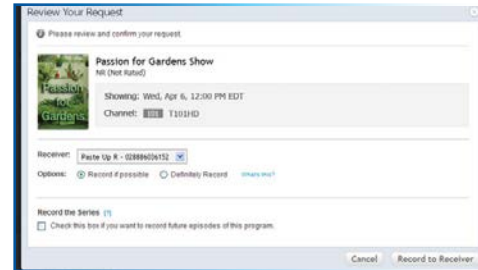 Review Your Request
Please review and confirm your request.
Passion for Gardens Show
NR (Not Rated)
Passion
for
Gardens
Showing: Wed, Apr 6, 12:00 PM EDT
Channel: T101HD
Receiver: Paste Up R - 028886036152
Options: Record if possible Definitely Record
Record the Series (?)
Check this box if you want to record future episodes of this program.
Cancel Record to Receiver